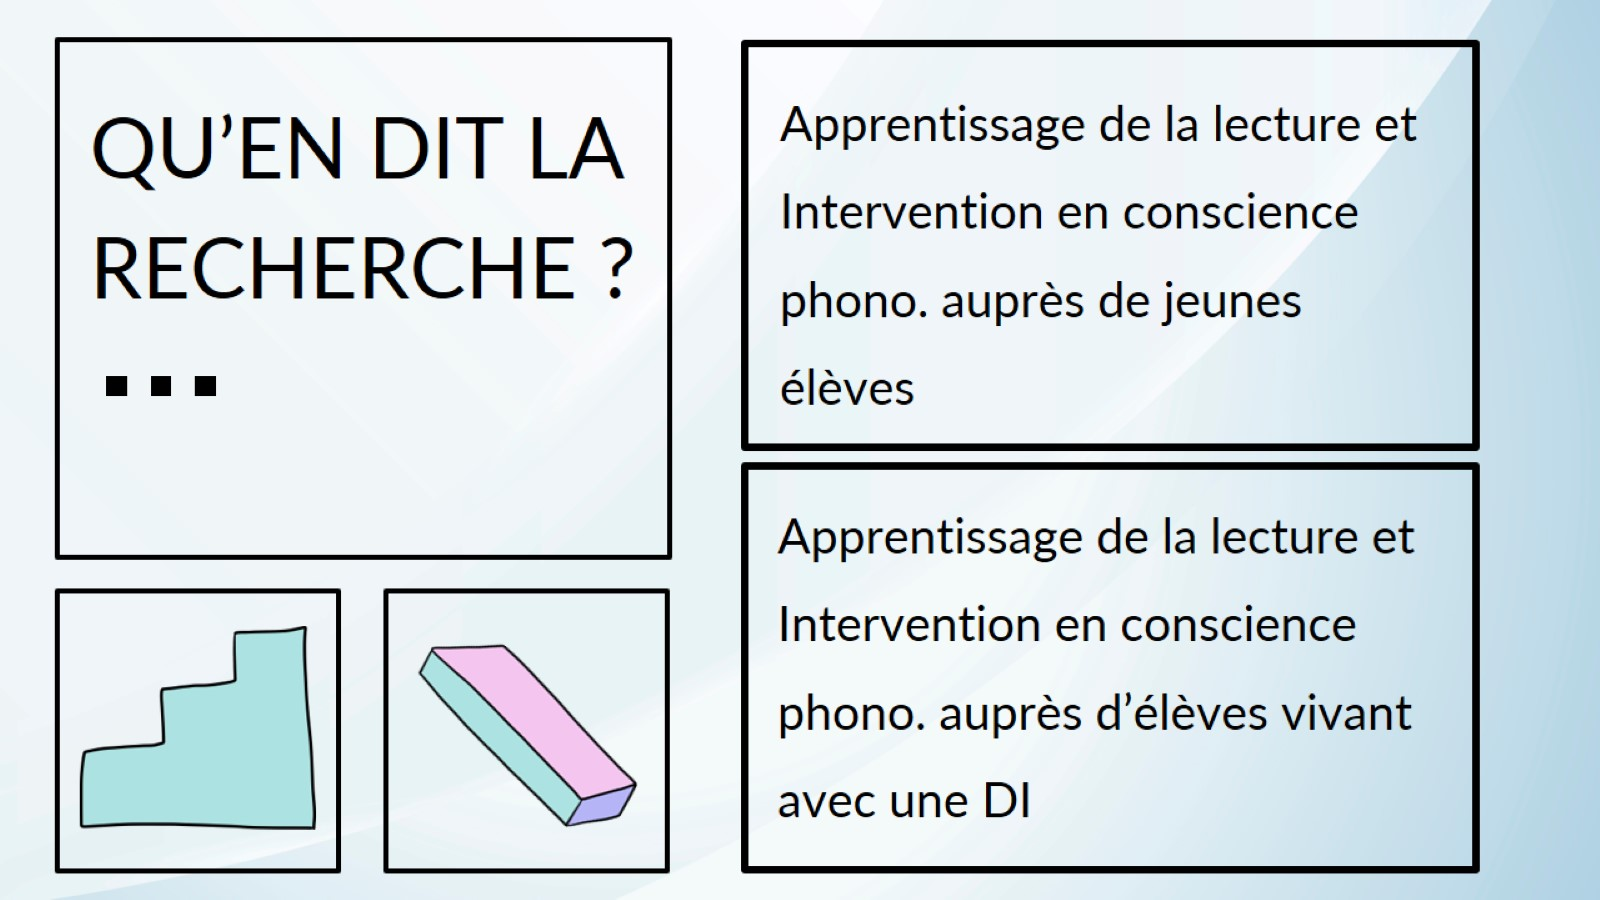 QU’EN DIT LA
RECHERCHE ?
...
Apprentissage de la lecture et
Intervention en conscience
phono. auprès de jeunes
élèves
Apprentissage de la lecture et
Intervention en conscience
phono. auprès d’élèves vivant
avec une DI